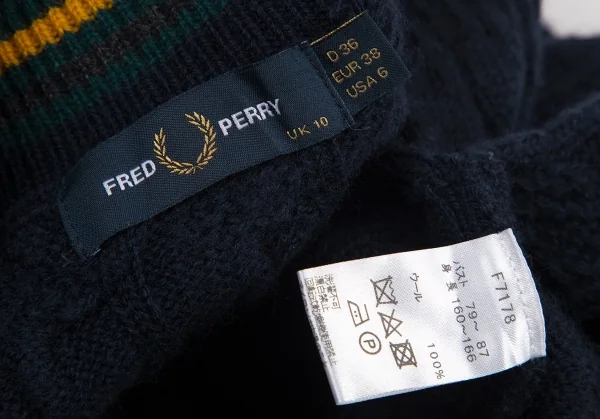 FRED PERRY
UK 10
D 36
EUR 38
USA 6
F7178
バスト 79～ 87
身 長 160～166
ウール 100%
P